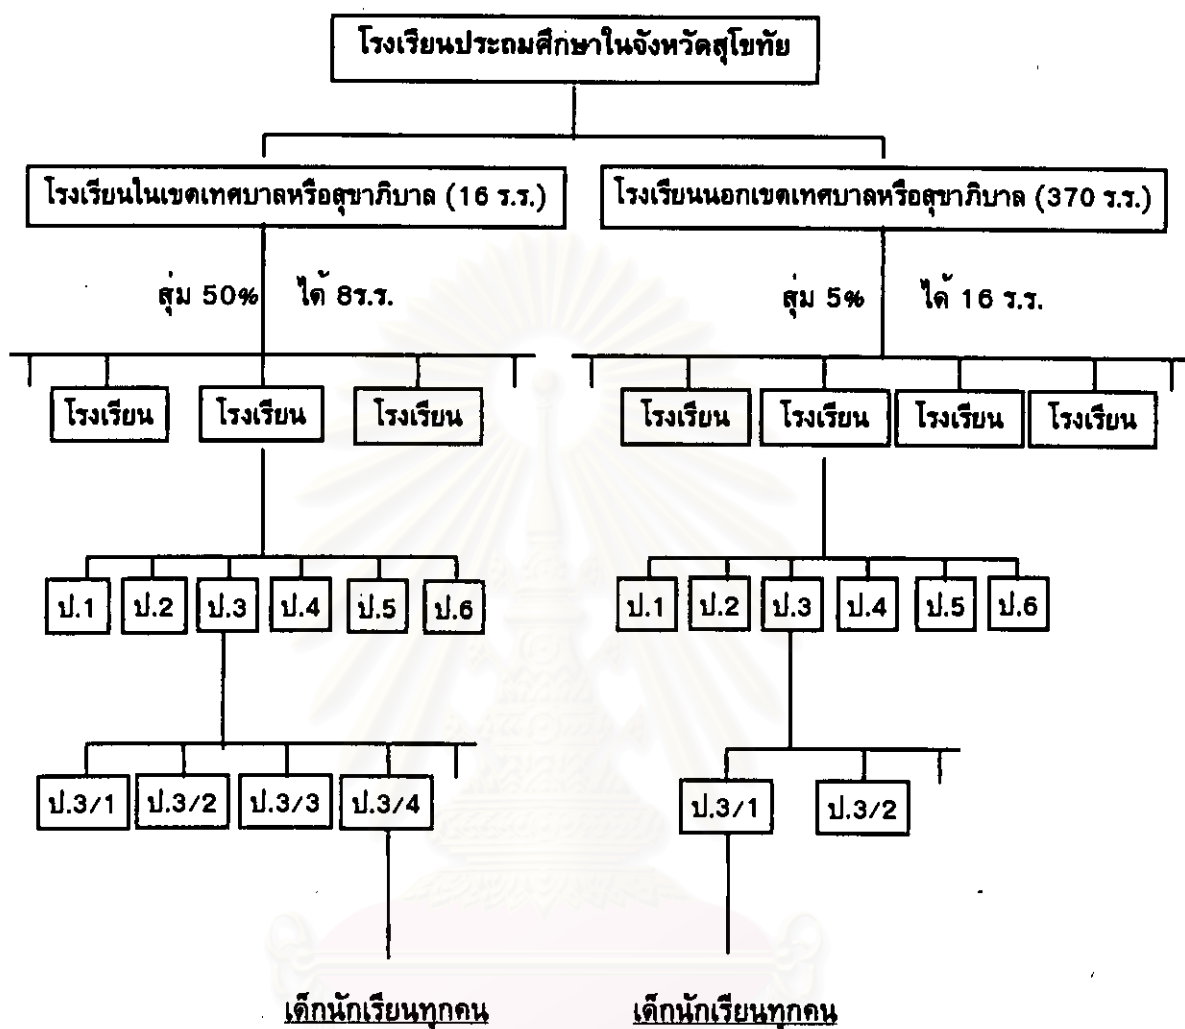 โรงเรียนประถมศึกษาในจังหวัดสุโขทัย
โรงเรียนในเขตเทศบาลหรือสุขาภิบาล (16 ร.ร.) โรงเรียนนอกเขตเทศบาลหรือสุขาภิบาล (370 ร.ร.)
สุ่ม 50% ได้ 8ร.ร. สุ่ม 5% ได้ 16 ร.ร.
โรงเรียน โรงเรียน โรงเรียน โรงเรียน โรงเรียน โรงเรียน โรงเรียน
ป.1 ป.2 ป.3 ป.4 ป.5 ป.6 ป.1 ป.2 ป.3 ป.4 ป.5 ป.6
ป.3/1 ป.3/2 ป.3/3 ป.3/4 ป.3/1 ป.3/2
เด็กนักเรียนทุกคน เด็กนักเรียนทุกคน